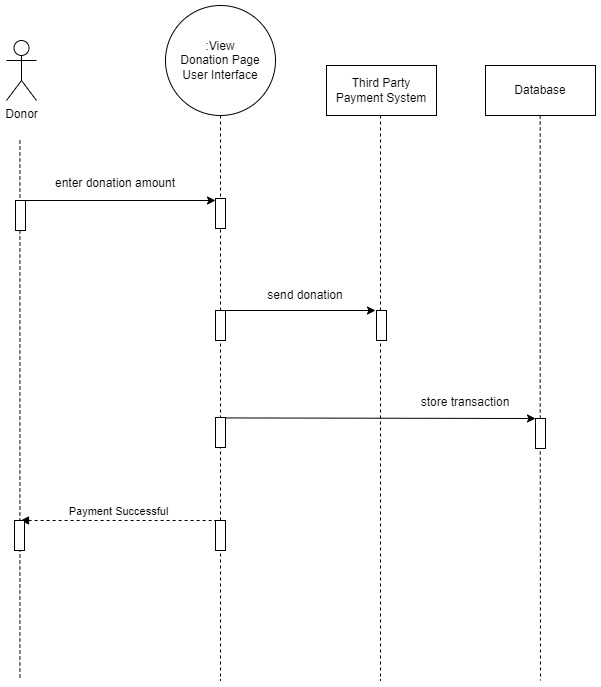 :View
Donation Page
User Interface
Third Party
Payment System
Database
Donor
enter donation amount
send donation
store transaction
Payment Successful